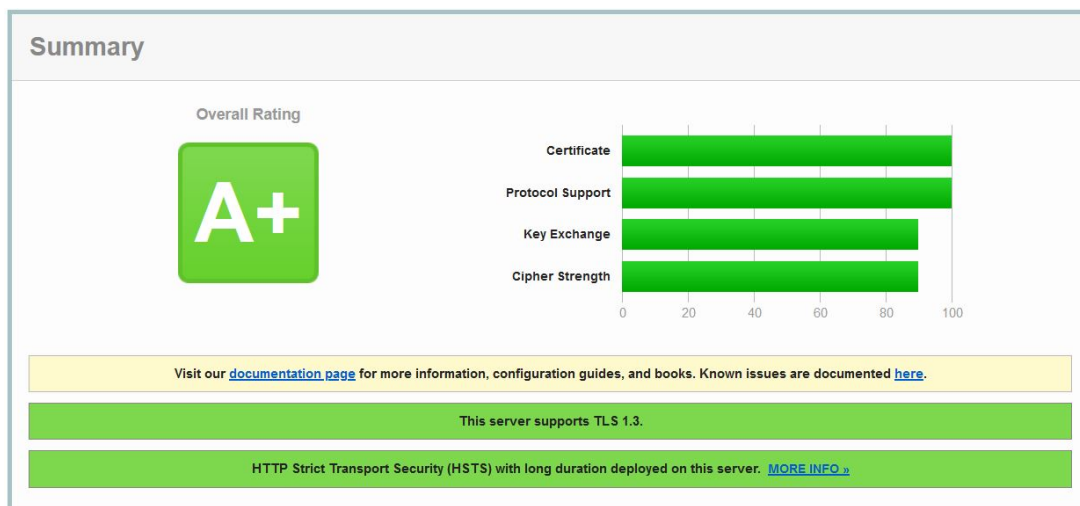 Summary
Overall Rating
A+
Certificate
Protocol Support
Key Exchange
Cipher Strength
0 20 40 60 80 100
Visit our documentation page for more information, configuration guides, and books. Known issues are documented here.
This server supports TLS 1.3.
HTTP Strict Transport Security (HSTS) with long duration deployed on this server. MORE INFO »